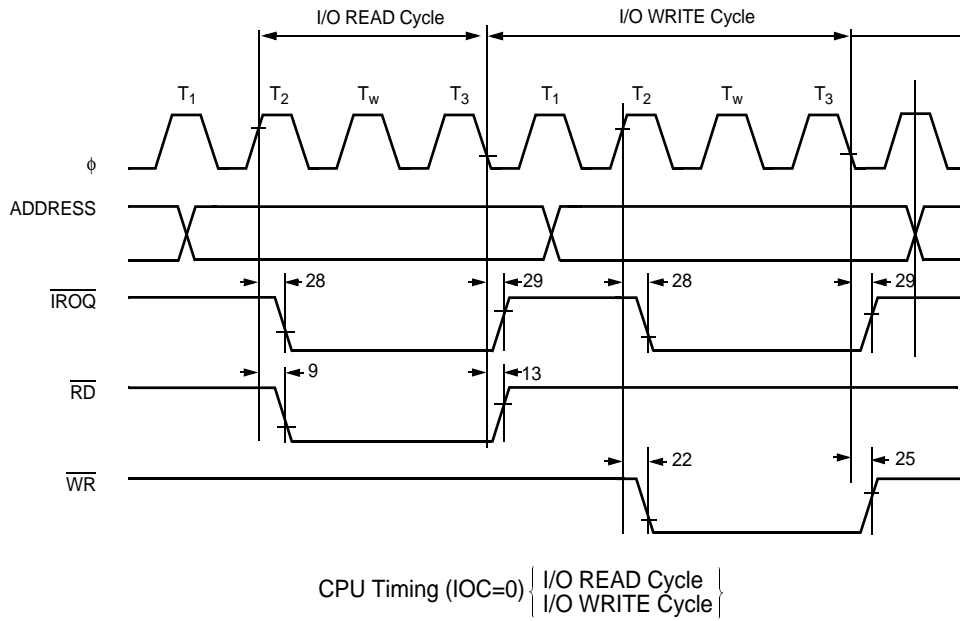 I/O READ Cycle I/O WRITE Cycle
T1 T2 Tw T3 T1 T2 Tw T3
ϕ
ADDRESS
28 29 28 29
IROQ
9 13
RD
22 25
WR
CPU Timing (IOC=0) { I/O READ Cycle
I/O WRITE Cycle }